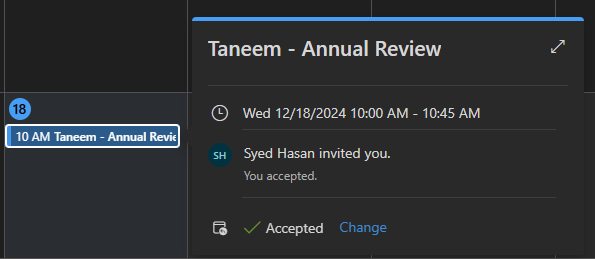 18
10 AM Taneem - Annual Revie
Taneem - Annual Review
Wed 12/18/2024 10:00 AM - 10:45 AM
SH
Syed Hasan invited you.
You accepted.
Accepted Change